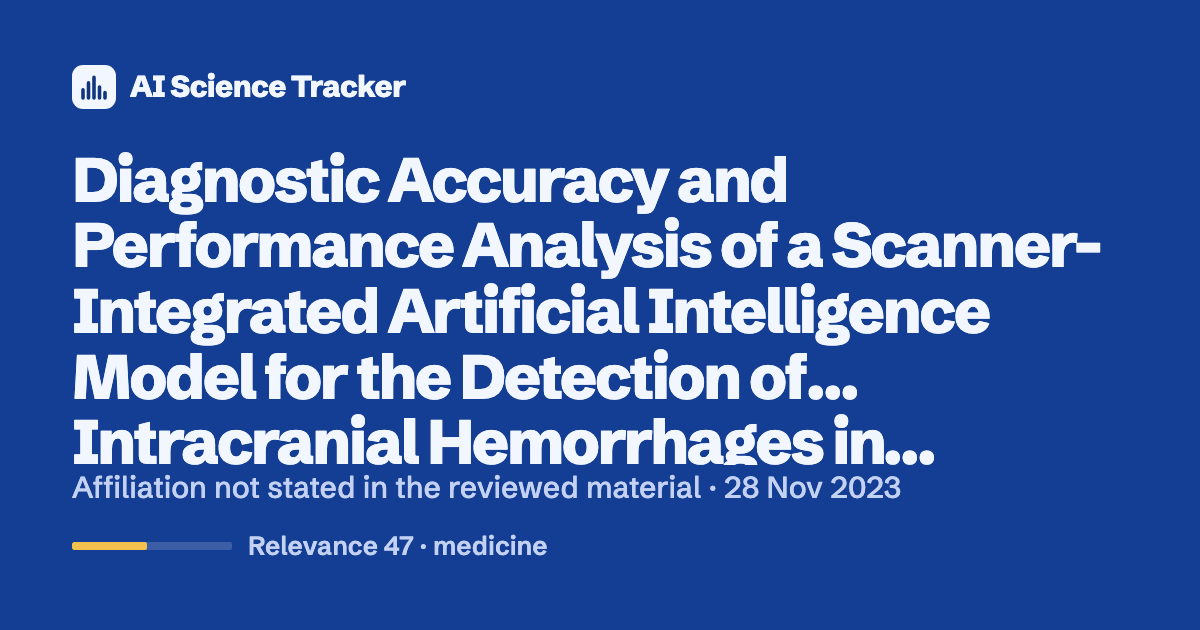 AI Science Tracker
Diagnostic Accuracy and
Performance Analysis of a Scanner-
Integrated Artificial Intelligence
Model for the Detection of...
Intracranial Hemorrhages in...
Affiliation not stated in the reviewed material · 28 Nov 2023
Relevance 47 · medicine